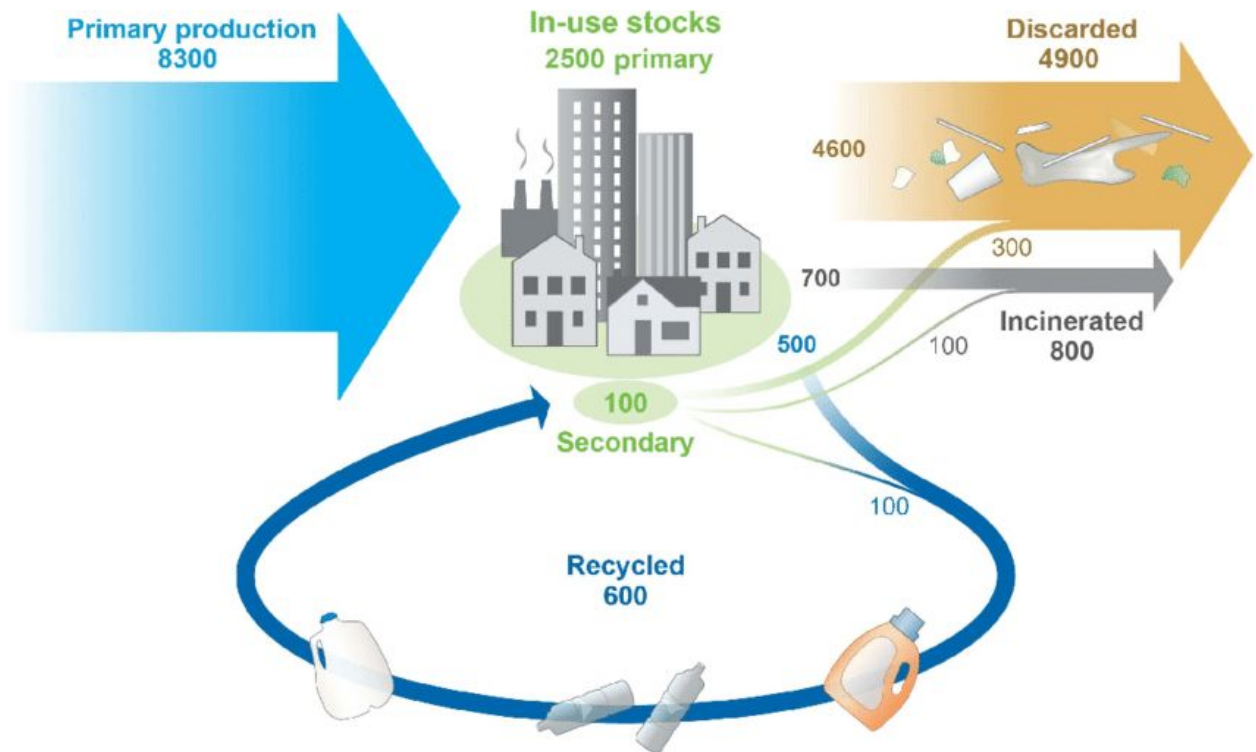 Primary production
8300
In-use stocks
2500 primary
Discarded
4900
4600
300
700
Incinerated
800
500
100
100
Secondary
100
Recycled
600